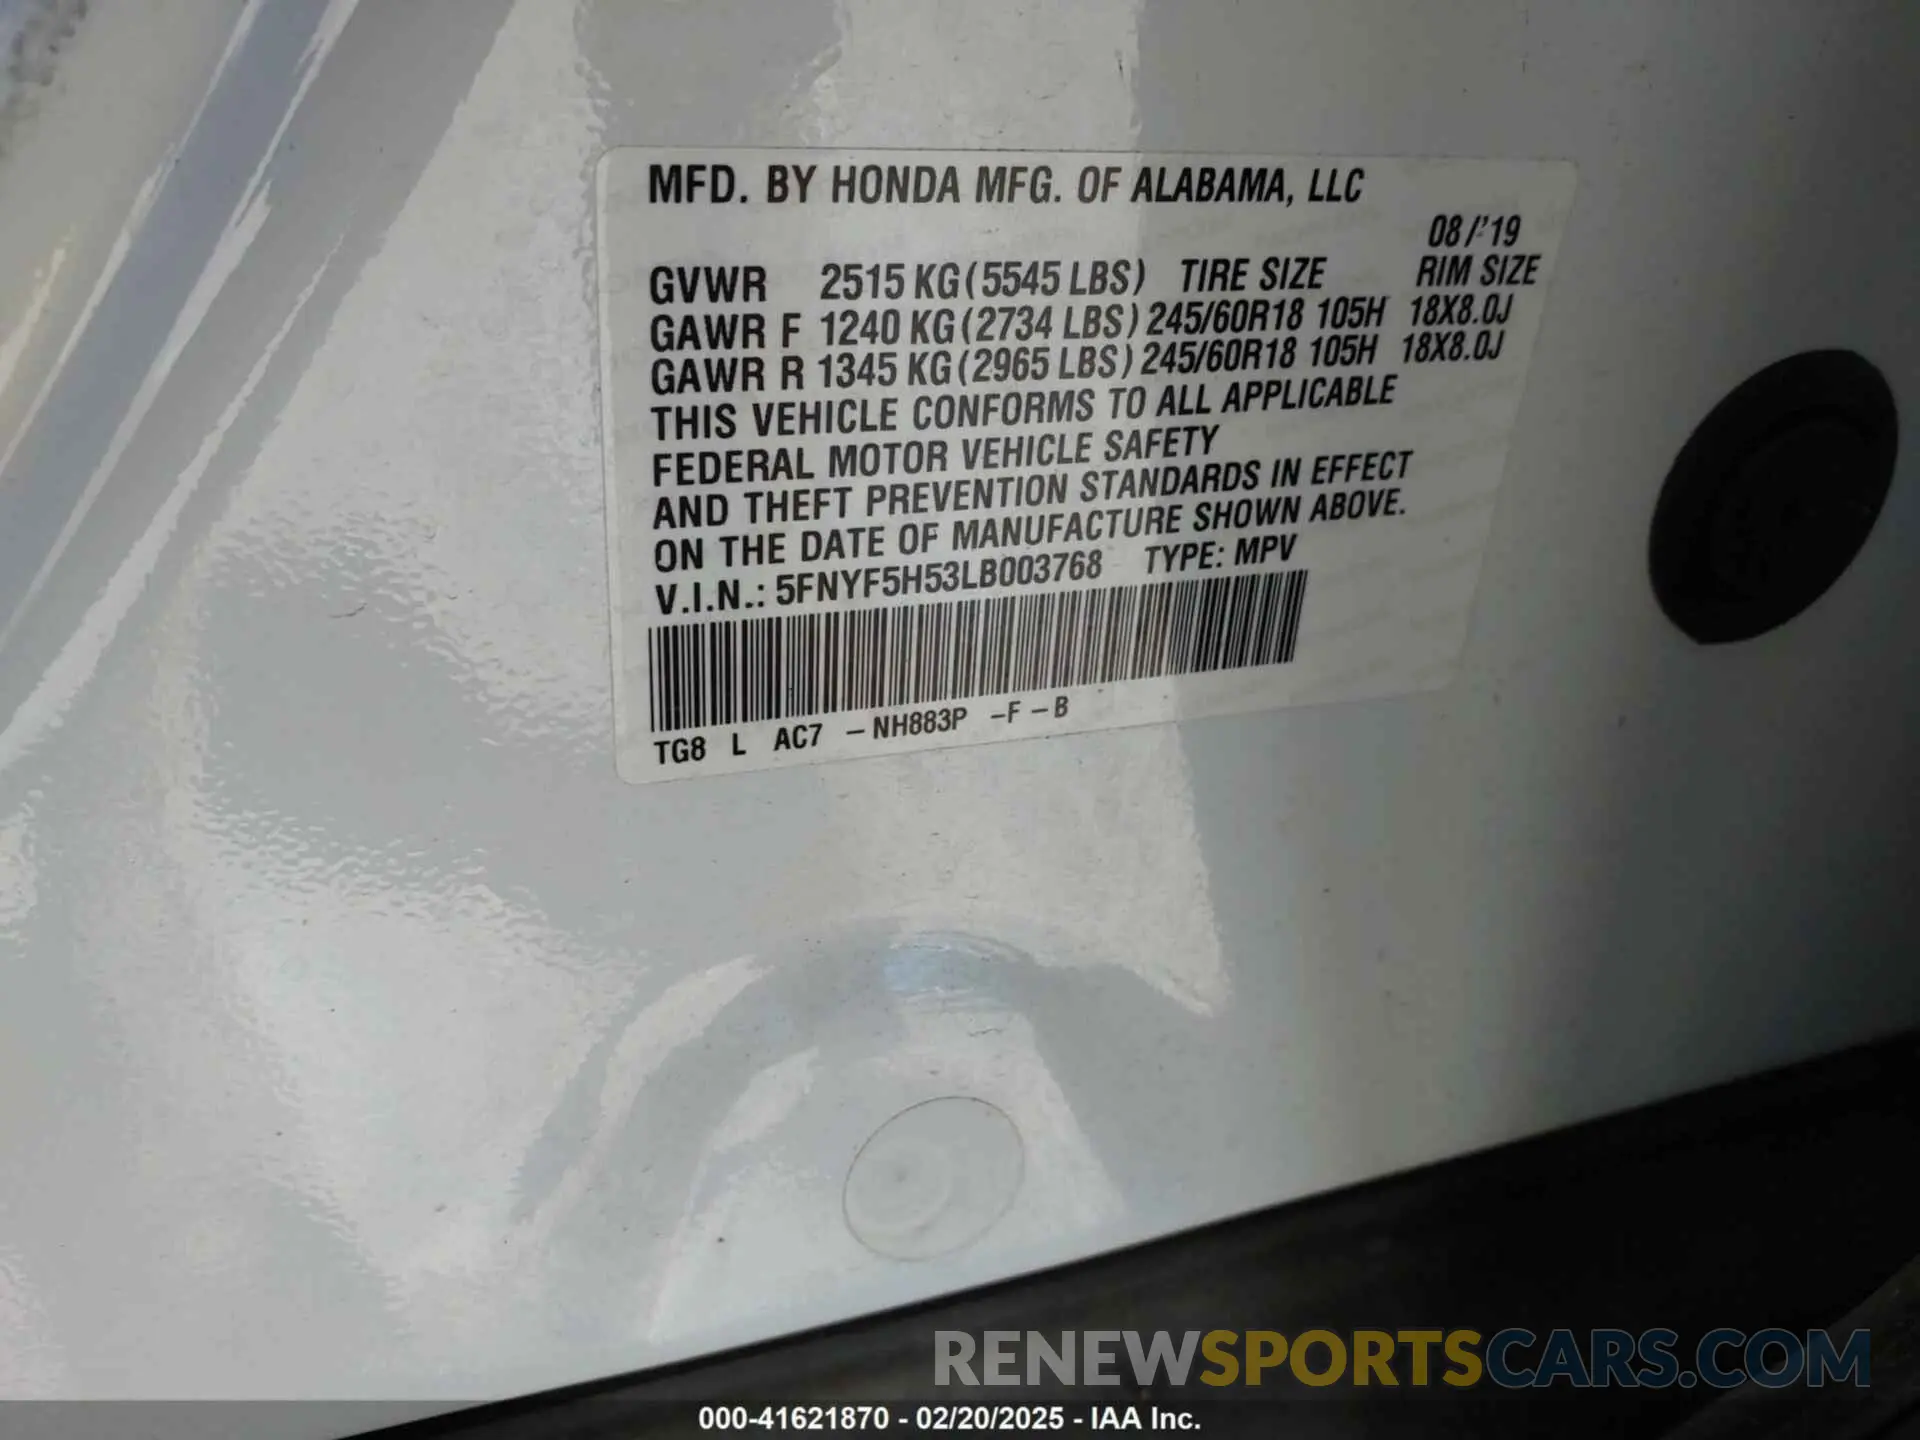 MFD. BY HONDA MFG. OF ALABAMA, LLC
08/'19
GVWR 2515 KG (5545 LBS) TIRE SIZE RIM SIZE
GAWR F 1240 KG (2734 LBS) 245/60R18 105H 18X8.0J
GAWR R 1345 KG (2965 LBS) 245/60R18 105H 18X8.0J
THIS VEHICLE CONFORMS TO ALL APPLICABLE
FEDERAL MOTOR VEHICLE SAFETY
AND THEFT PREVENTION STANDARDS IN EFFECT
ON THE DATE OF MANUFACTURE SHOWN ABOVE.
V.I.N.: 5FNYF5H53LB003768 TYPE: MPV
TG8 L AC7 –NH883P –F –B
RENEWSPORTSCARS.COM
000-41621870 - 02/20/2025 - IAA Inc.